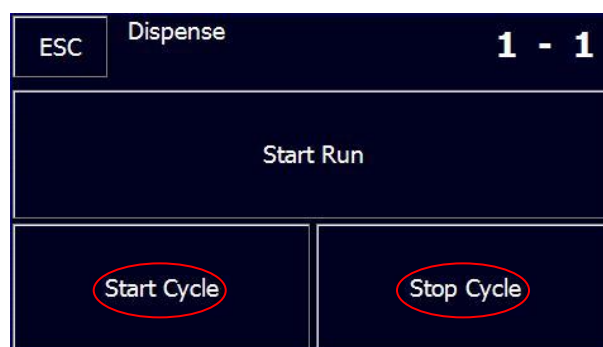 ESC Dispense 1 - 1
Start Run
Start Cycle Stop Cycle